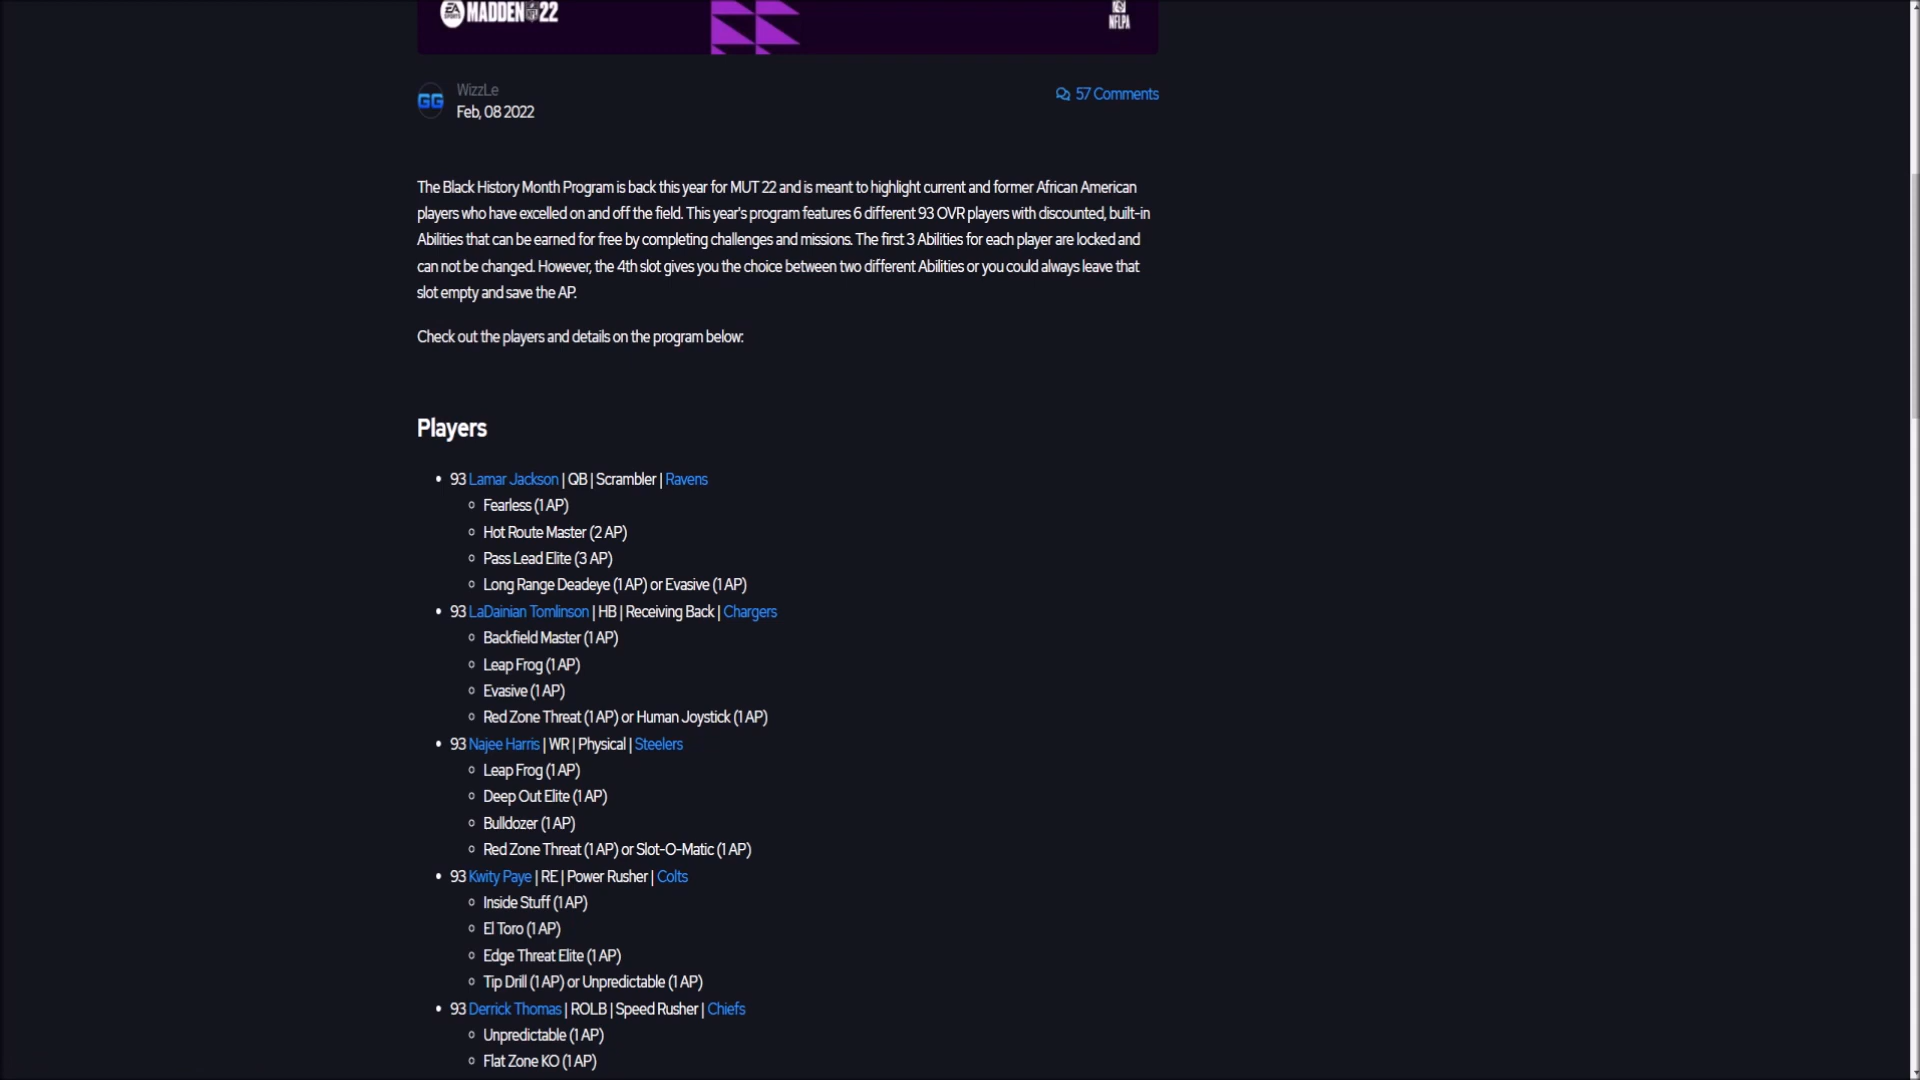 EA SPORTS MADDEN NFL 22
NFL NFLPA
WizzLe
GG
Feb, 08 2022
57 Comments
The Black History Month Program is back this year for MUT 22 and is meant to highlight current and former African American
players who have excelled on and off the field. This year's program features 6 different 93 OVR players with discounted, built-in
Abilities that can be earned for free by completing challenges and missions. The first 3 Abilities for each player are locked and
can not be changed. However, the 4th slot gives you the choice between two different Abilities or you could always leave that
slot empty and save the AP.
Check out the players and details on the program below:
Players
• 93 Lamar Jackson | QB | Scrambler | Ravens
◦ Fearless (1 AP)
◦ Hot Route Master (2 AP)
◦ Pass Lead Elite (3 AP)
◦ Long Range Deadeye (1 AP) or Evasive (1 AP)
• 93 LaDainian Tomlinson | HB | Receiving Back | Chargers
◦ Backfield Master (1 AP)
◦ Leap Frog (1 AP)
◦ Evasive (1 AP)
◦ Red Zone Threat (1 AP) or Human Joystick (1 AP)
• 93 Najee Harris | WR | Physical | Steelers
◦ Leap Frog (1 AP)
◦ Deep Out Elite (1 AP)
◦ Bulldozer (1 AP)
◦ Red Zone Threat (1 AP) or Slot-O-Matic (1 AP)
• 93 Kwity Paye | RE | Power Rusher | Colts
◦ Inside Stuff (1 AP)
◦ El Toro (1 AP)
◦ Edge Threat Elite (1 AP)
◦ Tip Drill (1 AP) or Unpredictable (1 AP)
• 93 Derrick Thomas | ROLB | Speed Rusher | Chiefs
◦ Unpredictable (1 AP)
◦ Flat Zone KO (1 AP)